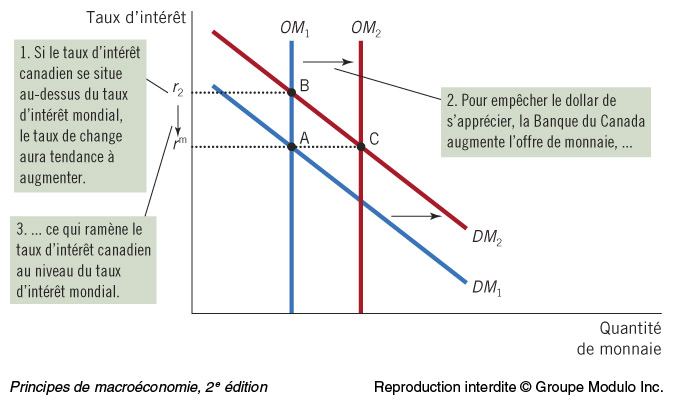 Taux d'intérêt
OM1
OM2
1. Si le taux d'intérêt
canadien se situe
au-dessus du taux
d'intérêt mondial,
le taux de change
aura tendance à
augmenter.
r2
B
2. Pour empêcher le dollar de
s'apprécier, la Banque du Canada
augmente l'offre de monnaie, ...
rm
A
C
3. ... ce qui ramène le
taux d'intérêt canadien
au niveau du taux
d'intérêt mondial.
DM2
DM1
Quantité
de monnaie
Principes de macroéconomie, 2e édition
Reproduction interdite © Groupe Modulo Inc.